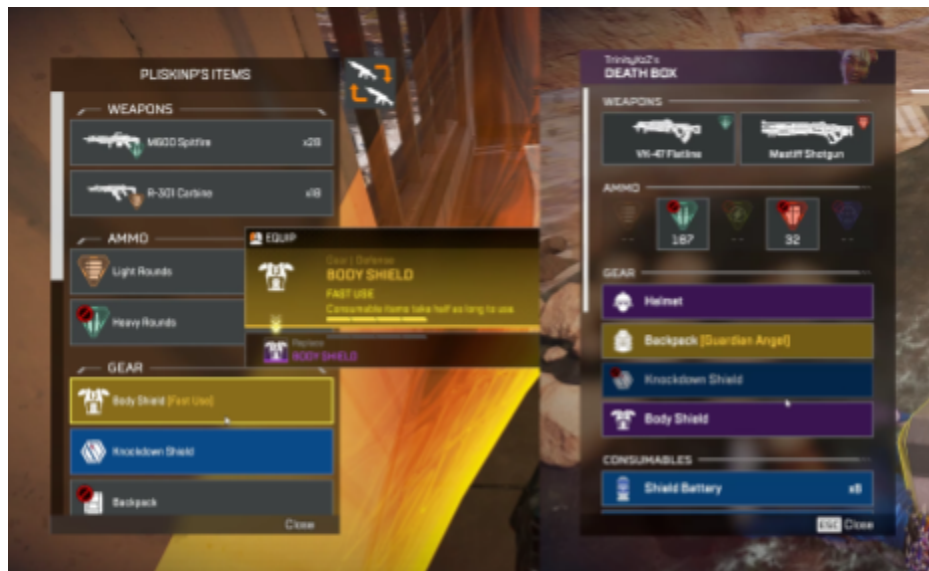 PLISKINP'S ITEMS
WEAPONS
M600 Spitfire x28
R-301 Carbine x18
AMMO
Light Rounds
Heavy Rounds
GEAR
Body Shield [Fast Use]
Knockdown Shield
Backpack
Close
EQUIP
Gear | Defense
BODY SHIELD
FAST USE
Consumable items take half as long to use
Replace
BODY SHIELD
DEATH BOX
WEAPONS
VK-47 Flatline
Mastiff Shotgun
AMMO
167
32
GEAR
Helmet
Backpack [Guardian Angel]
Knockdown Shield
Body Shield
CONSUMABLES
Shield Battery x8
ESC Close